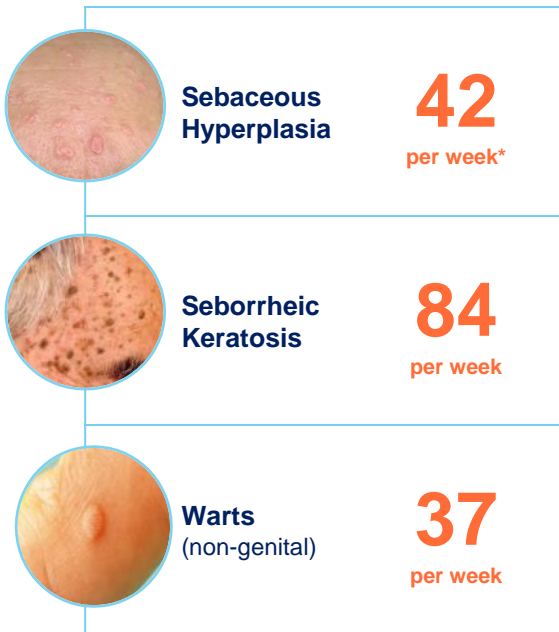 Sebaceous
Hyperplasia
42
per week*
Seborrheic
Keratosis
84
per week
Warts
(non-genital)
37
per week